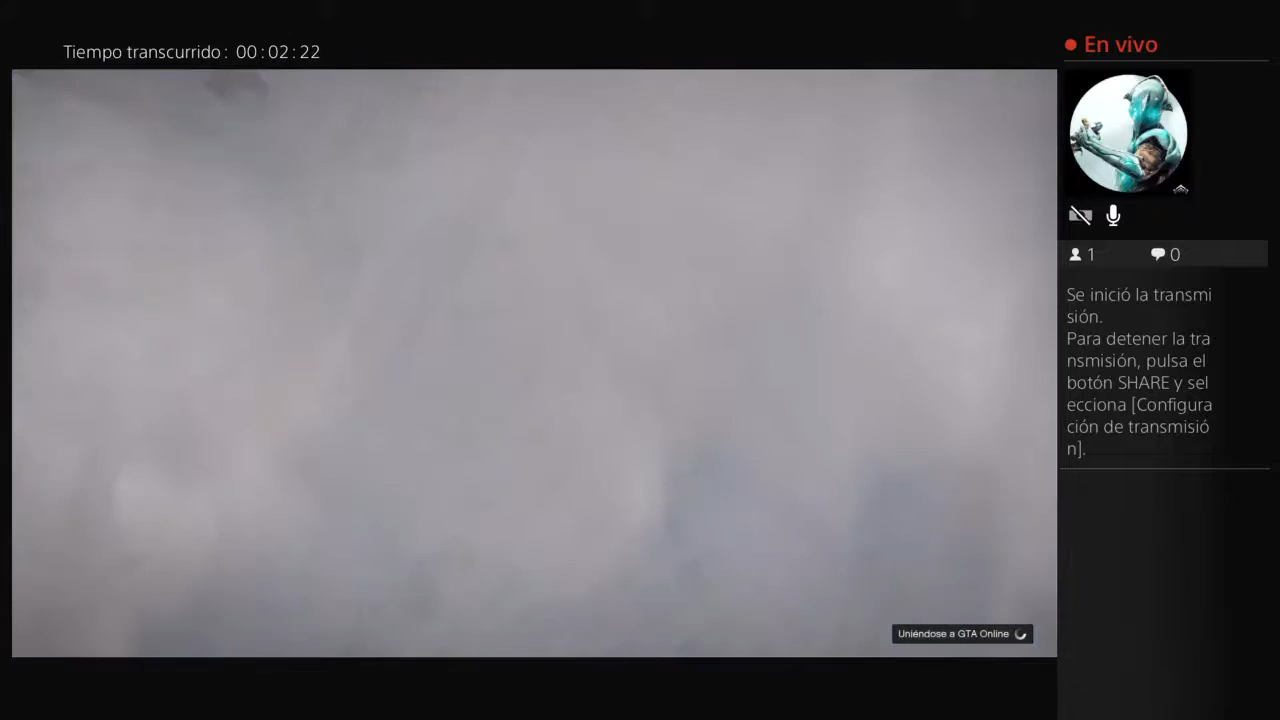 Tiempo transcurrido: 00:02:22
En vivo
1 0
Se inició la transmi
sión.
Para detener la tra
nsmisión, pulsa el
botón SHARE y sel
ecciona [Configura
ción de transmisió
n].
Uniéndose a GTA Online